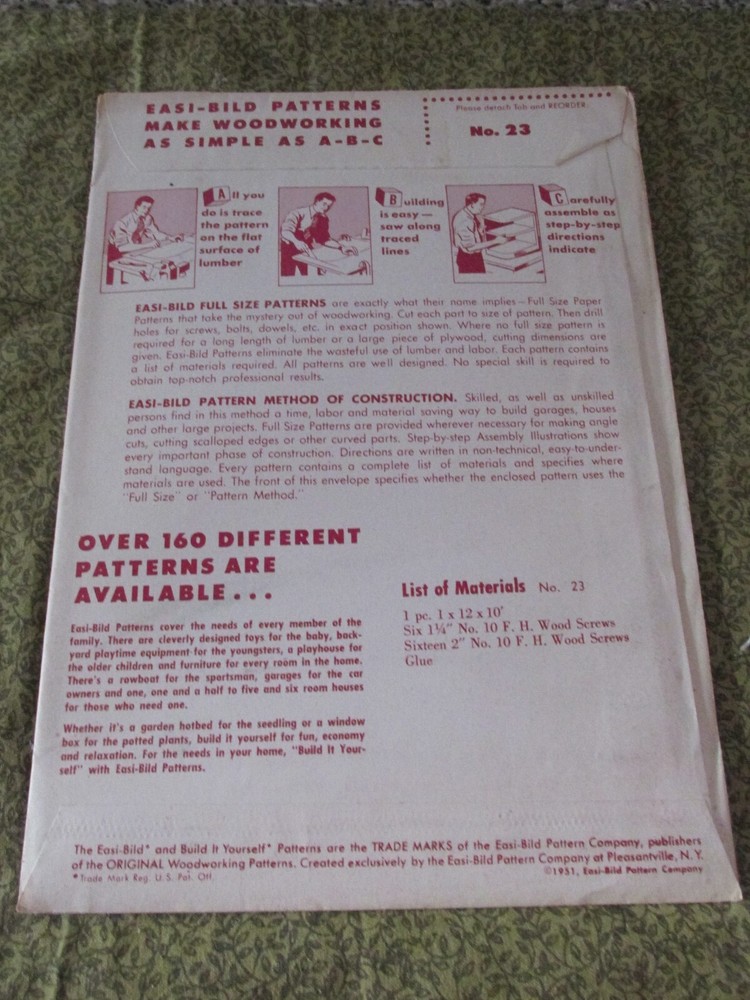 EASI-BILD PATTERNS
MAKE WOODWORKING
AS SIMPLE AS A-B-C
Please detach Tab and REORDER.
No. 23
All you
do is trace
the pattern
on the flat
surface of
lumber
Building
is easy —
saw along
traced
lines
Carefully
assemble as
step-by-step
directions
indicate
EASI-BILD FULL SIZE PATTERNS are exactly what their name implies—Full Size Paper
Patterns that take the mystery out of woodworking. Cut each part to size of pattern. Then drill
holes for screws, bolts, dowels, etc. in exact position shown. Where no full size pattern is
required for a long length of lumber or a large piece of plywood, cutting dimensions are
given. Easi-Bild Patterns eliminate the wasteful use of lumber and labor. Each pattern contains
a list of materials required. All patterns are well designed. No special skill is required to
obtain top-notch professional results.
EASI-BILD PATTERN METHOD OF CONSTRUCTION. Skilled, as well as unskilled
persons find in this method a time, labor and material saving way to build garages, houses
and other large projects. Full Size Patterns are provided wherever necessary for making angle
cuts, cutting scalloped edges or other curved parts. Step-by-step Assembly Illustrations show
every important phase of construction. Directions are written in non-technical, easy-to-under-
stand language. Every pattern contains a complete list of materials and specifies where
materials are used. The front of this envelope specifies whether the enclosed pattern uses the
"Full Size" or "Pattern Method."
OVER 160 DIFFERENT
PATTERNS ARE
AVAILABLE...
Easi-Bild Patterns cover the needs of every member of the
family. There are cleverly designed toys for the baby, back-
yard playtime equipment for the youngsters, a playhouse for
the older children and furniture for every room in the home.
There's a rowboat for the sportsman, garages for the car
owners and one, one and a half to five and six room houses
for those who need one.
Whether it's a garden hotbed for the seedling or a window
box for the potted plants, build it yourself for fun, economy
and relaxation. For the needs in your home, "Build It Your-
self" with Easi-Bild Patterns.
List of Materials No. 23
1 pc. 1 x 12 x 10'
Six 1¼" No. 10 F. H. Wood Screws
Sixteen 2" No. 10 F. H. Wood Screws
Glue
The Easi-Bild* and Build It Yourself* Patterns are the TRADE MARKS of the Easi-Bild Pattern Company, publishers
of the ORIGINAL Woodworking Patterns. Created exclusively by the Easi-Bild Pattern Company at Pleasantville, N. Y.
*Trade Mark Reg. U. S. Pat. Off.
©1951, Easi-Bild Pattern Company